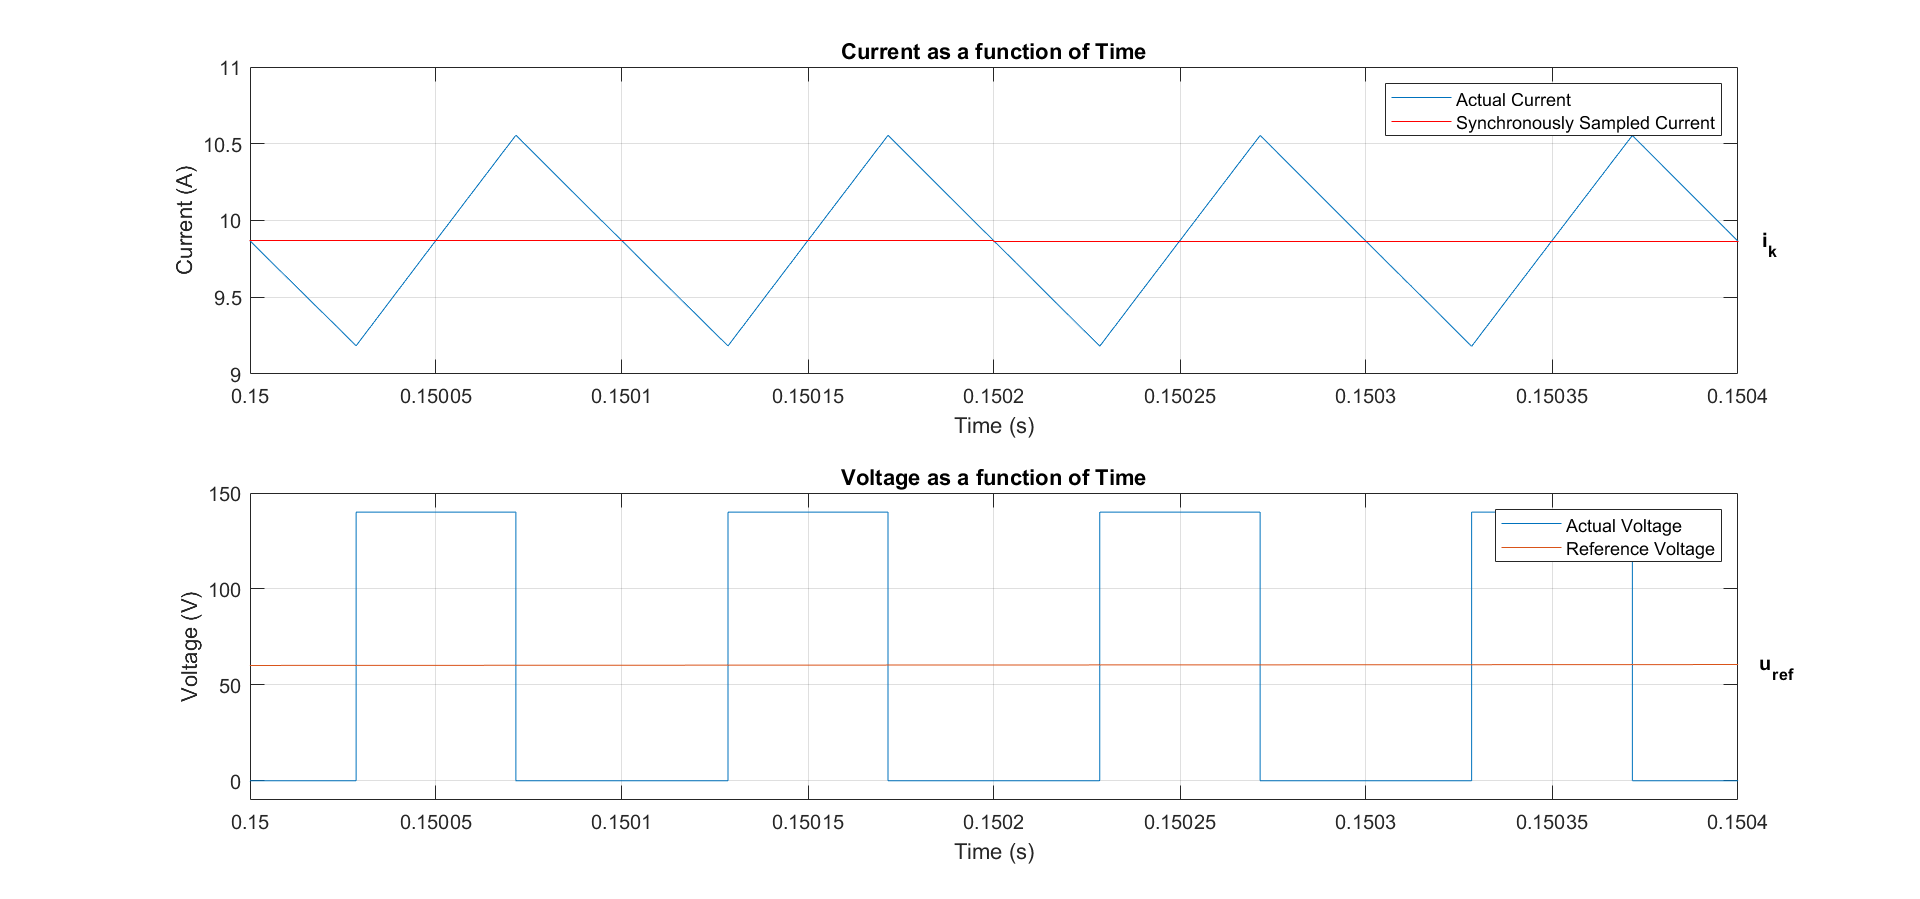 Current as a function of Time
11
10.5
10
9.5
9
Current (A)
Actual Current
Synchronously Sampled Current
i_k
0.15 0.15005 0.1501 0.15015 0.1502 0.15025 0.1503 0.15035 0.1504
Time (s)
Voltage as a function of Time
150
100
50
0
Voltage (V)
Actual Voltage
Reference Voltage
u_ref
0.15 0.15005 0.1501 0.15015 0.1502 0.15025 0.1503 0.15035 0.1504
Time (s)